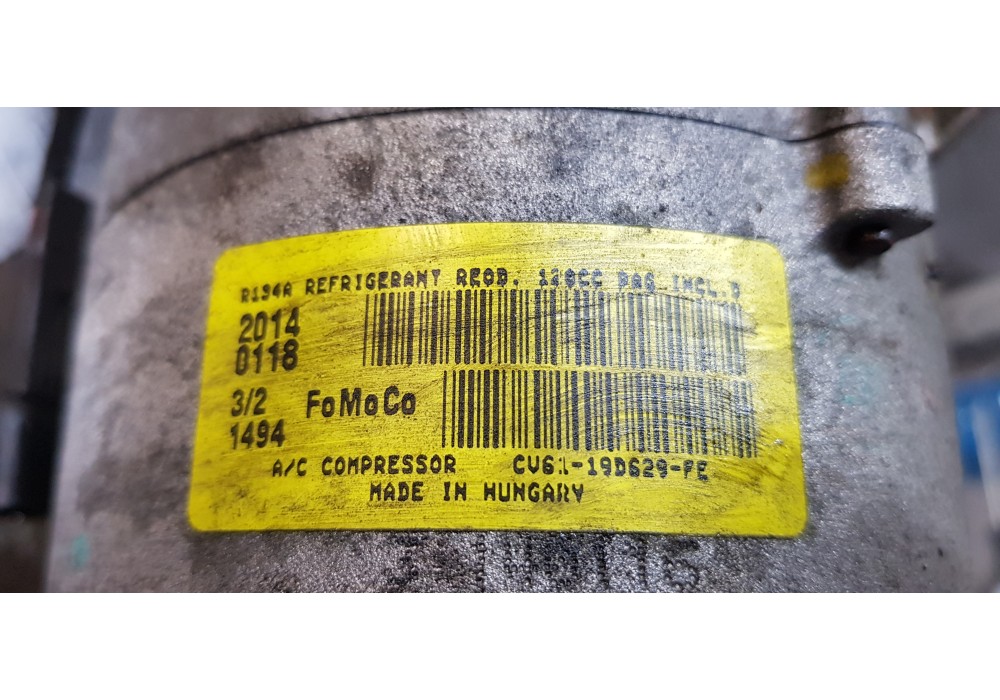 R134A REFRIGERANT REQD. 120CC PAG INCL.
2014
0118
3/2 FoMoCo
1494
A/C COMPRESSOR CV61-19D629-FE
MADE IN HUNGARY